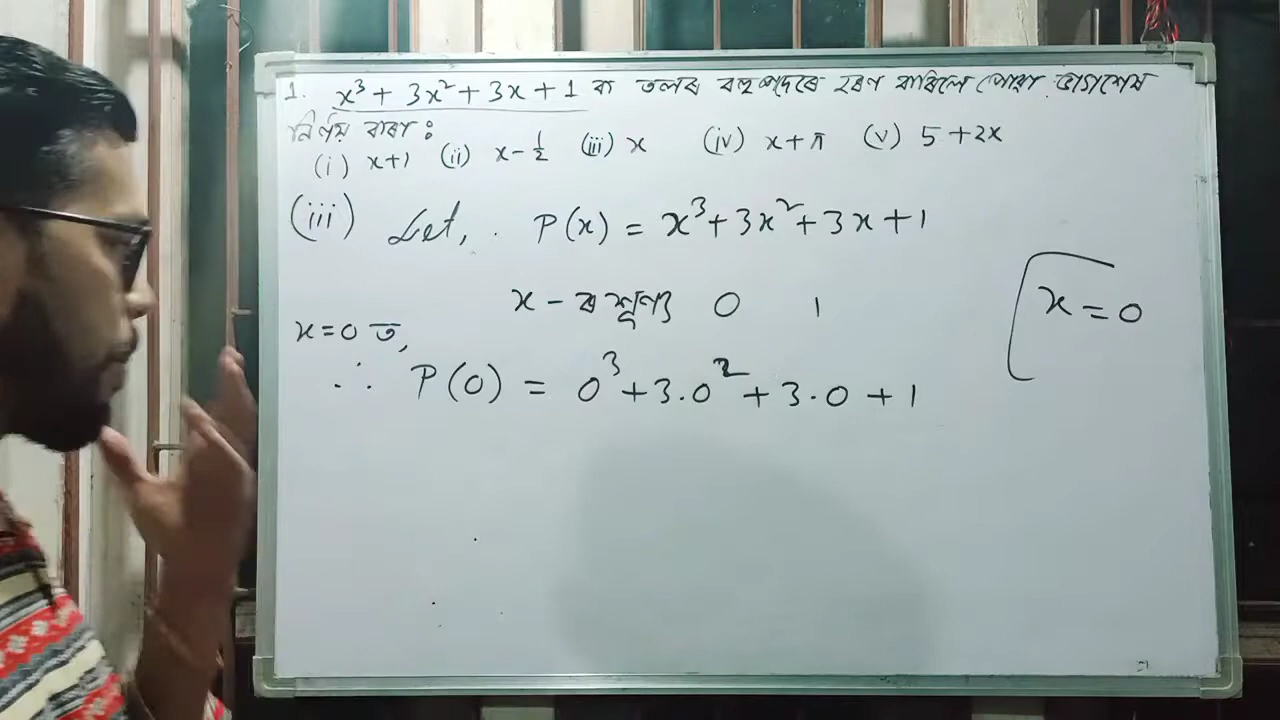 1. x³ + 3x² + 3x + 1 ক তলৰ বহুপদেৰে হৰণ কৰিলে পোৱা ভাগশেষ
নিৰ্ণয় কৰা :
(i) x+1 (ii) x - 1/2 (iii) x (iv) x + π (v) 5 + 2x
(iii) Let, P(x) = x³ + 3x² + 3x + 1
x - ৰ শূন্য 0 1
x = 0
x = 0 ত,
∴ P(0) = 0³ + 3.0² + 3.0 + 1